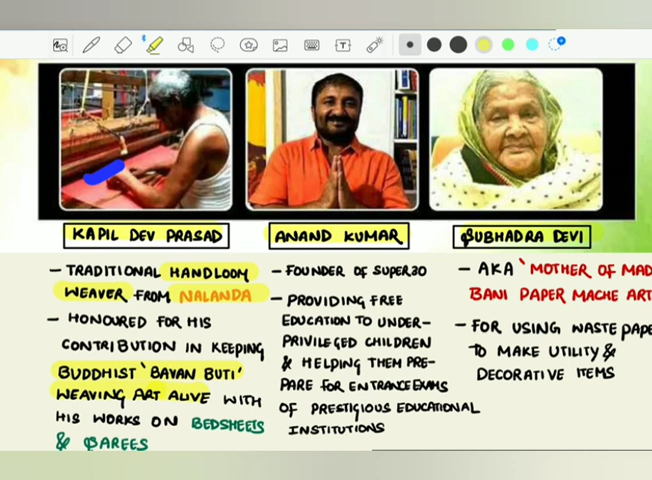 KAPIL DEV PRASAD
- TRADITIONAL HANDLOOM
WEAVER FROM NALANDA
- HONOURED FOR HIS
CONTRIBUTION IN KEEPING
BUDDHIST 'BAVAN BUTI'
WEAVING ART ALIVE WITH
HIS WORKS ON BEDSHEETS
& SAREES
ANAND KUMAR
- FOUNDER OF SUPER30
- PROVIDING FREE
EDUCATION TO UNDER-
PRIVILEGED CHILDREN
& HELPING THEM PRE-
PARE FOR ENTRANCE EXAMS
OF PRESTIGIOUS EDUCATIONAL
INSTITUTIONS
SUBHADRA DEVI
- AKA 'MOTHER OF MAD
BANI PAPER MACHE ART
- FOR USING WASTE PAPE
TO MAKE UTILITY &
DECORATIVE ITEMS